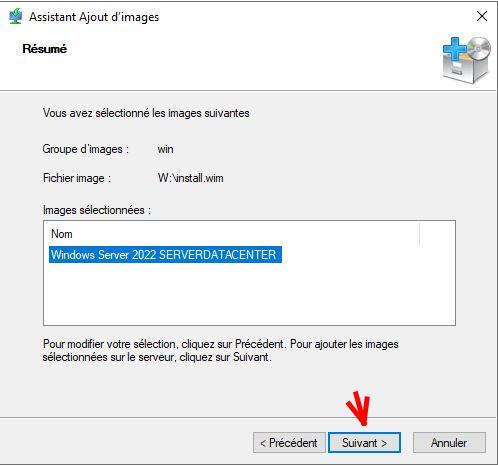 Assistant Ajout d'images
Résumé
Vous avez sélectionné les images suivantes
Groupe d'images : win
Fichier image : W:\install.wim
Images sélectionnées :
Nom
Windows Server 2022 SERVERDATACENTER
Pour modifier votre sélection, cliquez sur Précédent. Pour ajouter les images
sélectionnées sur le serveur, cliquez sur Suivant.
< Précédent Suivant > Annuler